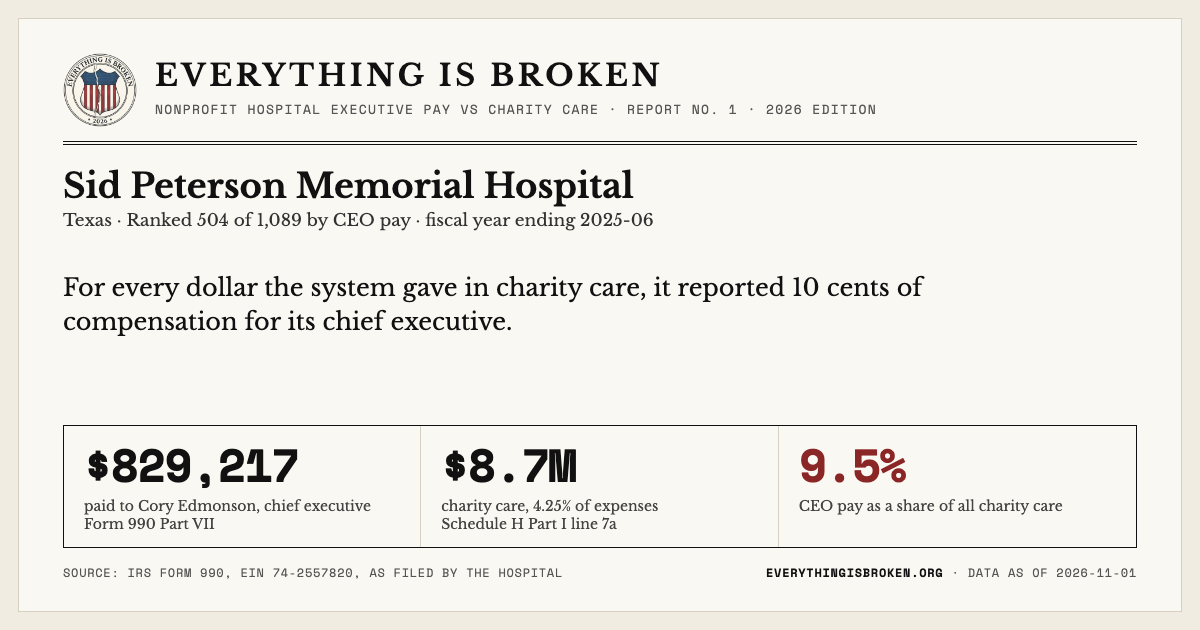 EVERYTHING IS BROKEN
2026
EVERYTHING IS BROKEN
NONPROFIT HOSPITAL EXECUTIVE PAY VS CHARITY CARE · REPORT NO. 1 · 2026 EDITION
Sid Peterson Memorial Hospital
Texas · Ranked 504 of 1,089 by CEO pay · fiscal year ending 2025-06
For every dollar the system gave in charity care, it reported 10 cents of
compensation for its chief executive.
$829,217
paid to Cory Edmonson, chief executive
Form 990 Part VII
$8.7M
charity care, 4.25% of expenses
Schedule H Part I line 7a
9.5%
CEO pay as a share of all charity care
SOURCE: IRS FORM 990, EIN 74-2557820, AS FILED BY THE HOSPITAL
EVERYTHINGISBROKEN.ORG · DATA AS OF 2026-11-01